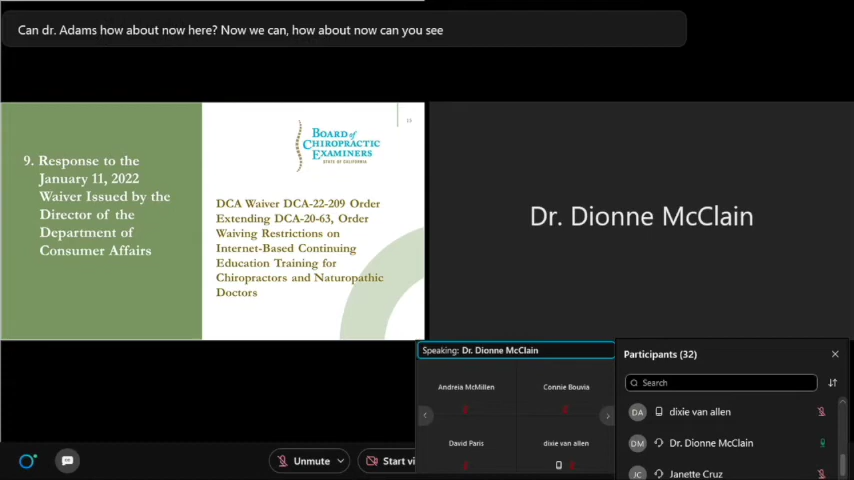 Can dr. Adams how about now here? Now we can, how about now can you see
15
BOARD of
CHIROPRACTIC
EXAMINERS
STATE OF CALIFORNIA
9. Response to the
January 11, 2022
Waiver Issued by the
Director of the
Department of
Consumer Affairs
DCA Waiver DCA-22-209 Order
Extending DCA-20-63, Order
Waiving Restrictions on
Internet-Based Continuing
Education Training for
Chiropractors and Naturopathic
Doctors
Dr. Dionne McClain
Speaking: Dr. Dionne McClain
Andreia McMillen
Connie Bouvia
David Paris
dixie van allen
Participants (32)
Search
DA dixie van allen
DM Dr. Dionne McClain
JC Janette Cruz
Unmute
Start vi